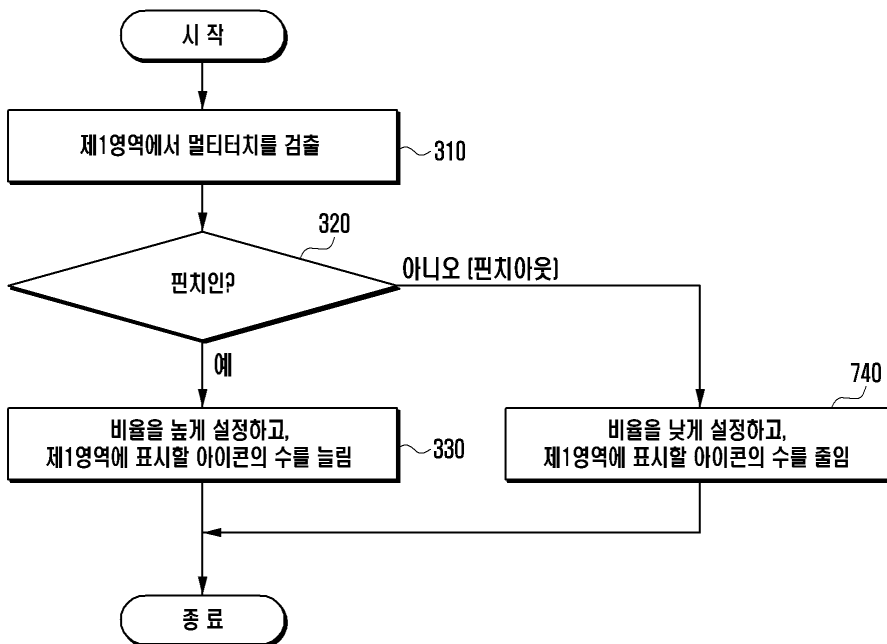 시 작
제1영역에서 멀티터치를 검출
310
320
핀치인?
아니오 (핀치아웃)
예
비율을 높게 설정하고,
제1영역에 표시할 아이콘의 수를 늘림
330
740
비율을 낮게 설정하고,
제1영역에 표시할 아이콘의 수를 줄임
종 료